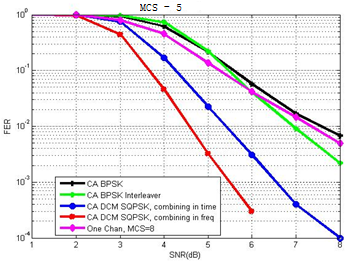 MCS - 5
10^0
10^-1
10^-2
10^-3
10^-4
FER
CA BPSK
CA BPSK Interleaver
CA DCM SQPSK, combining in time
CA DCM SQPSK, combining in freq
One Chan, MCS=8
1 2 3 4 5 6 7 8
SNR(dB)